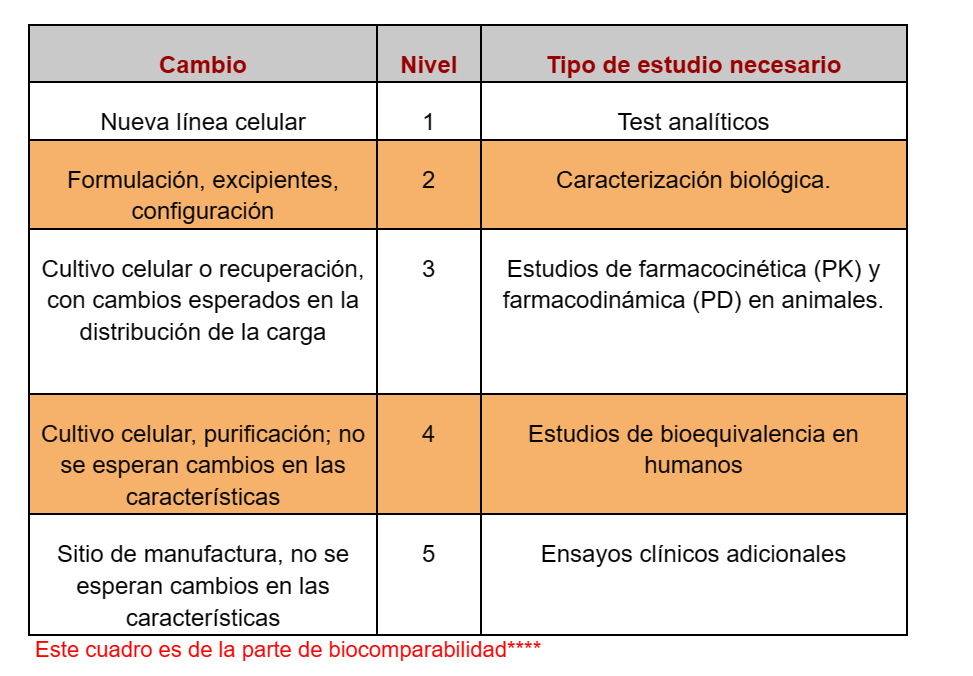 Cambio Nivel Tipo de estudio necesario
Nueva línea celular 1 Test analíticos
Formulación, excipientes, 2 Caracterización biológica.
configuración
Cultivo celular o recuperación, 3 Estudios de farmacocinética (PK) y
con cambios esperados en la farmacodinámica (PD) en animales.
distribución de la carga
Cultivo celular, purificación; no 4 Estudios de bioequivalencia en
se esperan cambios en las humanos
características
Sitio de manufactura, no se 5 Ensayos clínicos adicionales
esperan cambios en las
características
Este cuadro es de la parte de biocomparabilidad****